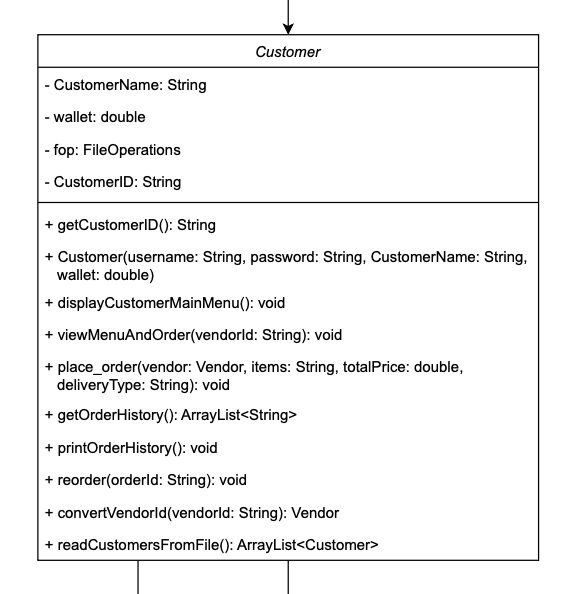 Customer
- CustomerName: String
- wallet: double
- fop: FileOperations
- CustomerID: String
+ getCustomerID(): String
+ Customer(username: String, password: String, CustomerName: String,
wallet: double)
+ displayCustomerMainMenu(): void
+ viewMenuAndOrder(vendorId: String): void
+ place_order(vendor: Vendor, items: String, totalPrice: double,
deliveryType: String): void
+ getOrderHistory(): ArrayList<String>
+ printOrderHistory(): void
+ reorder(orderId: String): void
+ convertVendorId(vendorId: String): Vendor
+ readCustomersFromFile(): ArrayList<Customer>